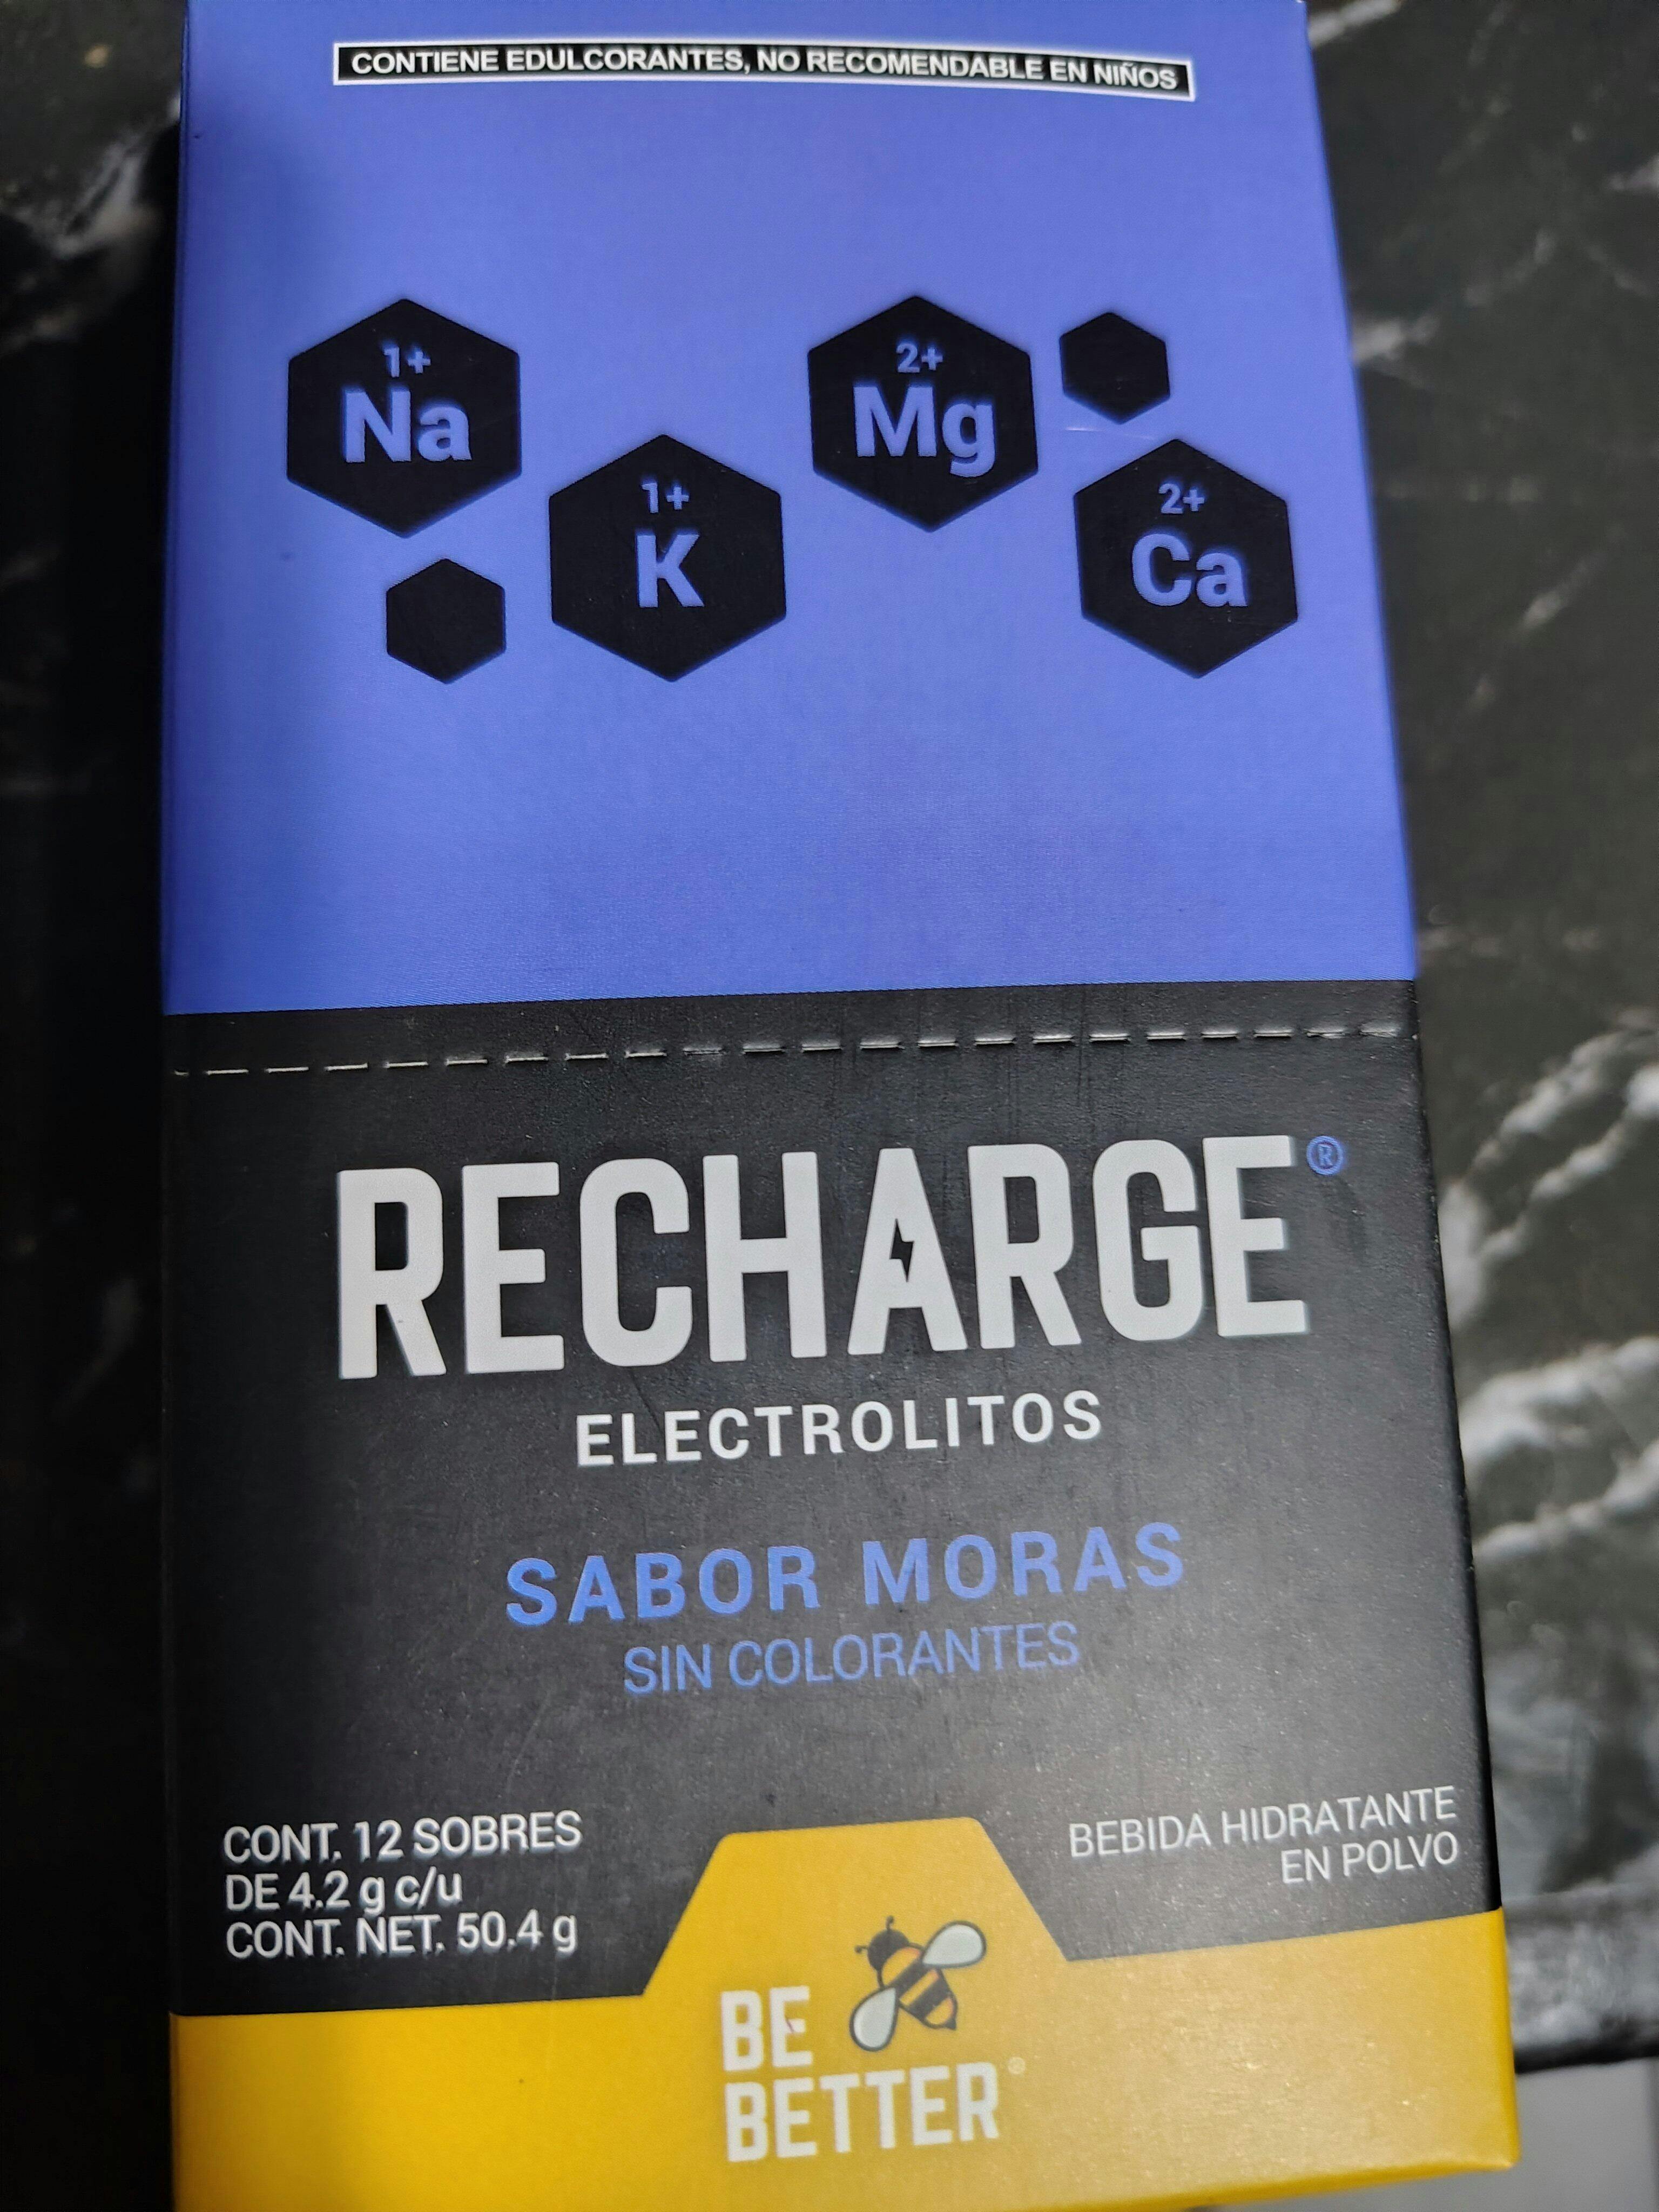 CONTIENE EDULCORANTES, NO RECOMENDABLE EN NIÑOS
1+
Na
1+
K
2+
Mg
2+
Ca
RECHARGE®
ELECTROLITOS
SABOR MORAS
SIN COLORANTES
CONT. 12 SOBRES
DE 4.2 g c/u
CONT. NET. 50.4 g
BEBIDA HIDRATANTE
EN POLVO
BE
BETTER®